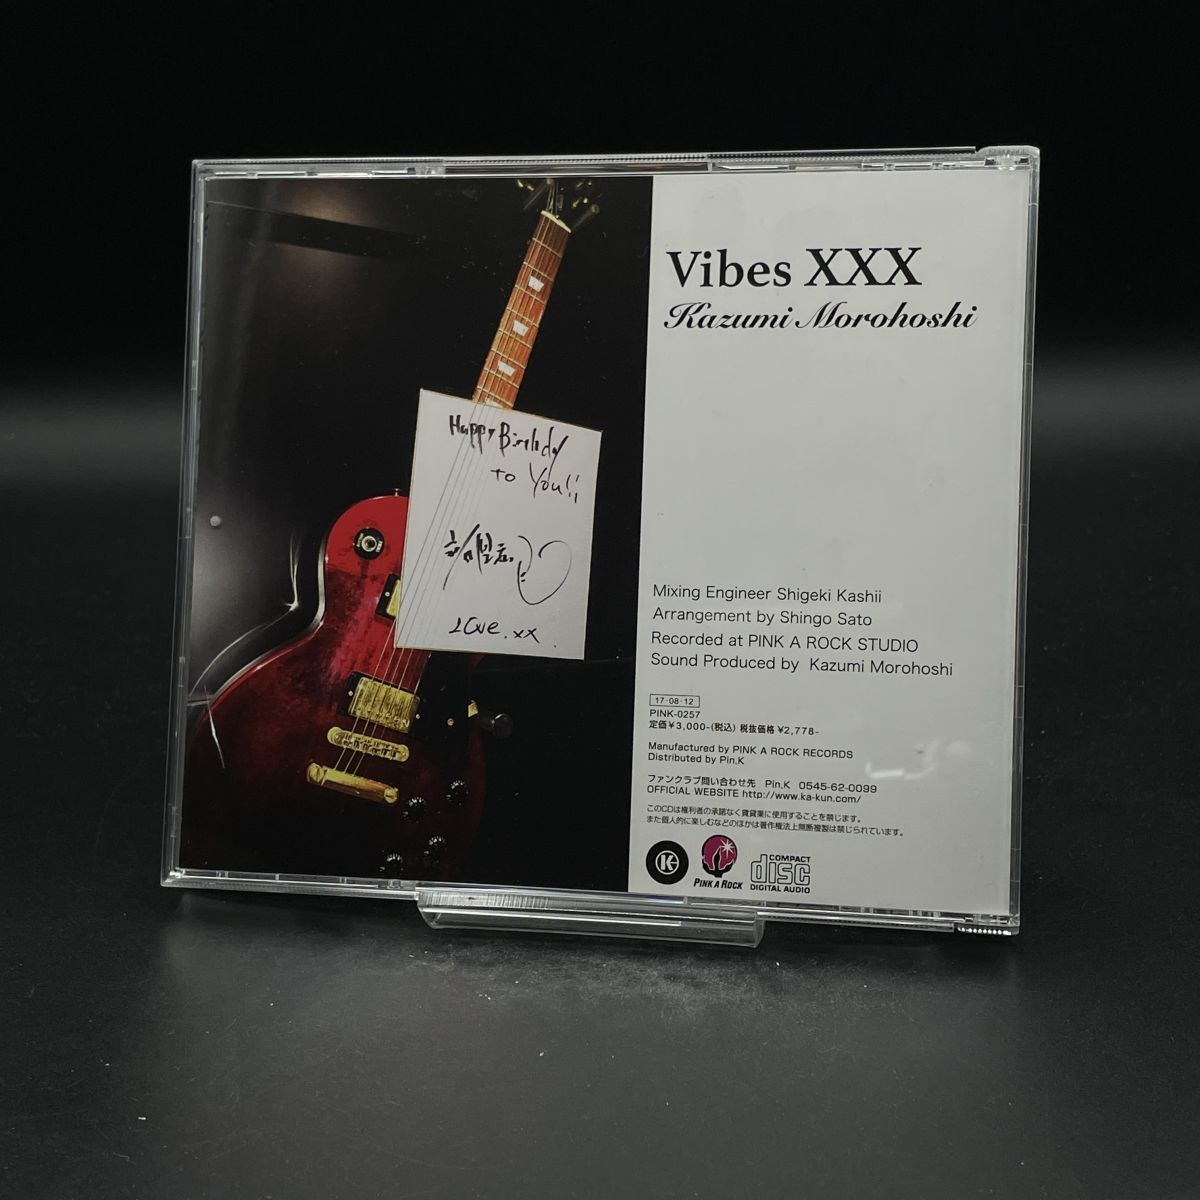 Vibes XXX
Kazumi Morohoshi
Happy Birthday
to You!!
Love.xx
Mixing Engineer Shigeki Kashii
Arrangement by Shingo Sato
Recorded at PINK A ROCK STUDIO
Sound Produced by Kazumi Morohoshi
17·08·12
PINK-0257
定価¥3,000-(税込) 税抜価格 ¥2,778-
Manufactured by PINK A ROCK RECORDS
Distributed by Pin.K
ファンクラブ問い合わせ先 Pin.K 0545-62-0099
OFFICIAL WEBSITE http://www.ka-kun.com/
このCDは権利者の承諾なく賃貸業に使用することを禁じます。
また個人的に楽しむなどのほかは著作権法上無断複製は禁じられています。
K
PINK A ROCK
COMPACT
disc
DIGITAL AUDIO